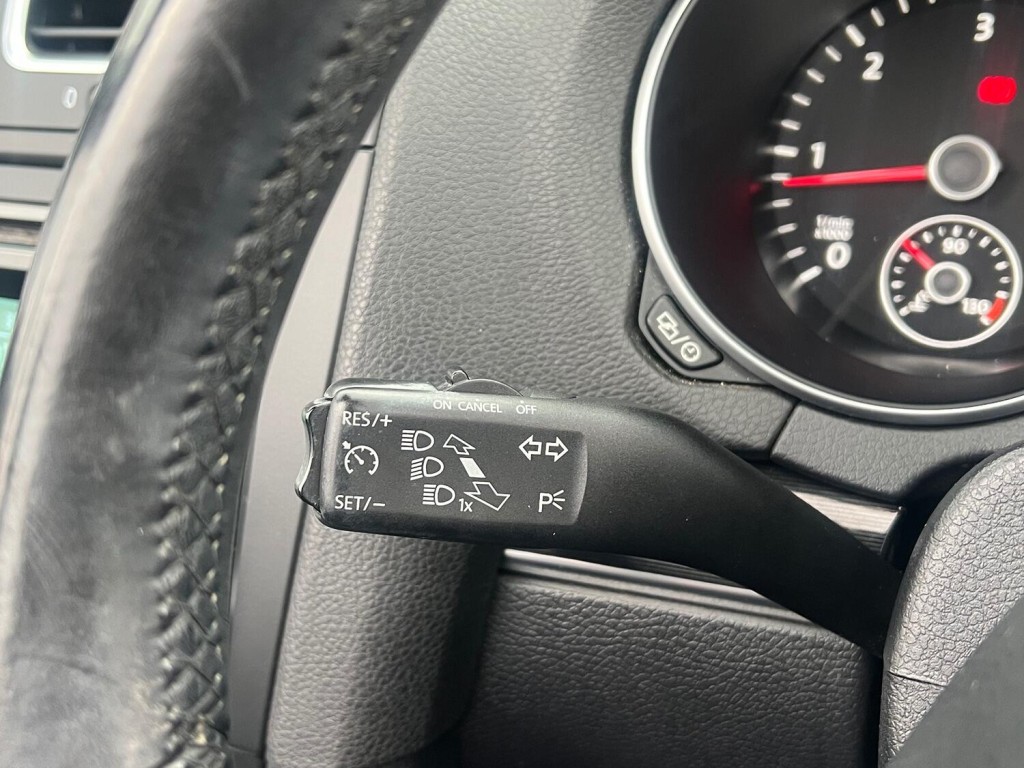 3
2
1
1/min
x1000
0
90
130
ON CANCEL OFF
RES/+
SET/−
1x
P